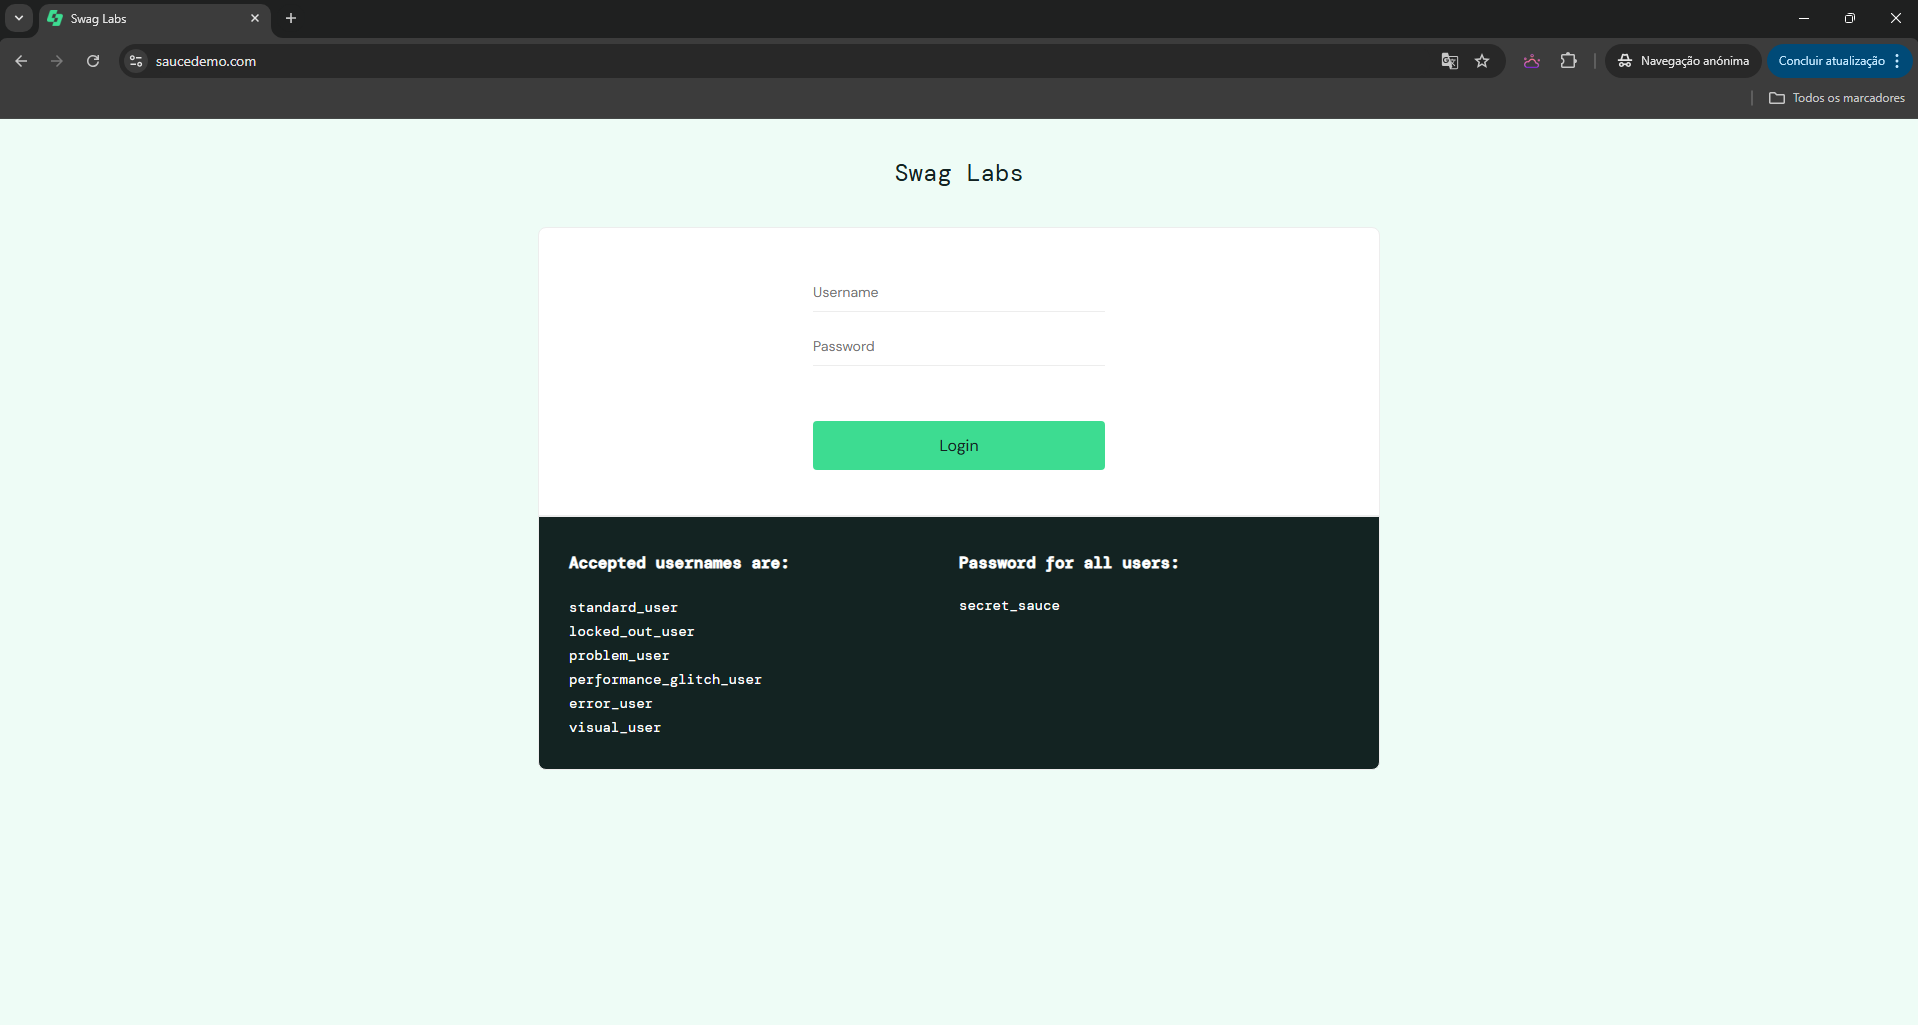 Swag Labs
saucedemo.com
Navegação anónima
Concluir atualização
Todos os marcadores
Swag Labs
Username
Password
Login
Accepted usernames are:
standard_user
locked_out_user
problem_user
performance_glitch_user
error_user
visual_user
Password for all users:
secret_sauce